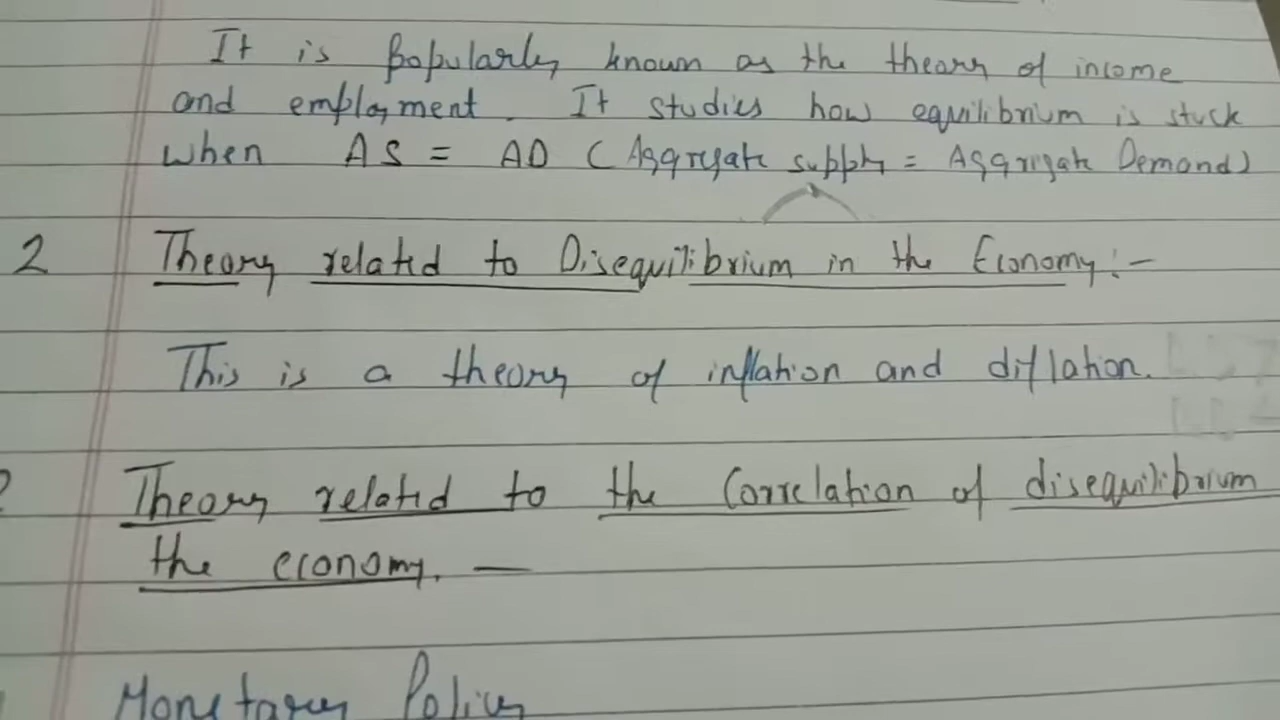 It is popularly known as the theory of income
and employment. It studies how equilibrium is stuck
when AS = AD (Aggregate supply = Aggregate Demand)
2 Theory related to Disequilibrium in the Economy :-
This is a theory of inflation and diflation.
Theory related to the Correlation of disequilibrium
the economy. —
Monetary Policy